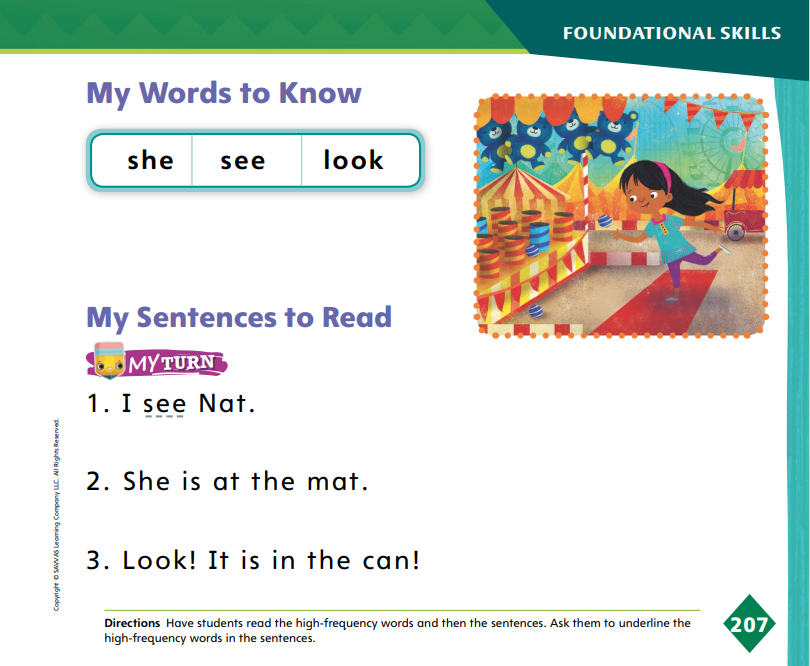 FOUNDATIONAL SKILLS
My Words to Know
she see look
My Sentences to Read
MY TURN
1. I see Nat.
2. She is at the mat.
3. Look! It is in the can!
Copyright © SAVVAS Learning Company LLC. All Rights Reserved.
Directions Have students read the high-frequency words and then the sentences. Ask them to underline the
high-frequency words in the sentences.
207